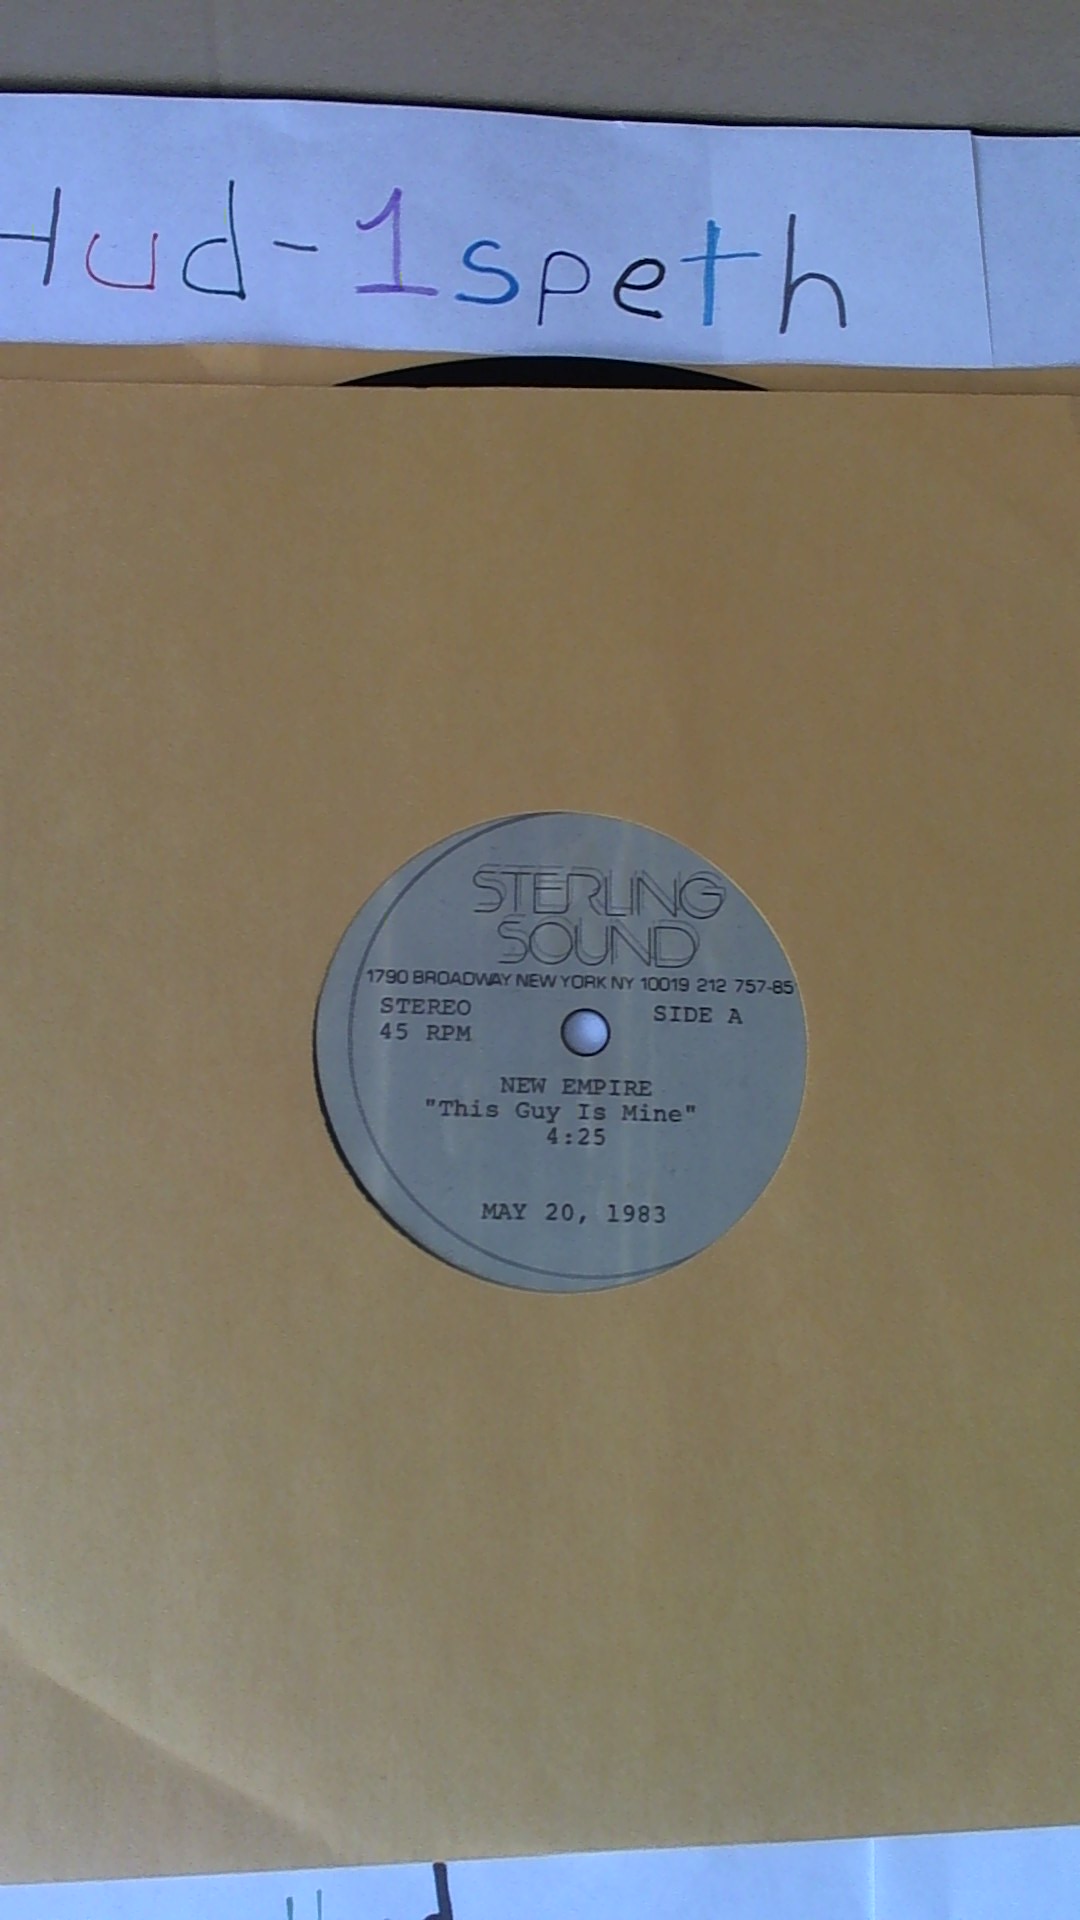 Hud-1speth
STERLING
SOUND
1790 BROADWAY NEW YORK NY 10019 212 757-85
STEREO
SIDE A
45 RPM
NEW EMPIRE
"This Guy Is Mine"
4:25
MAY 20, 1983